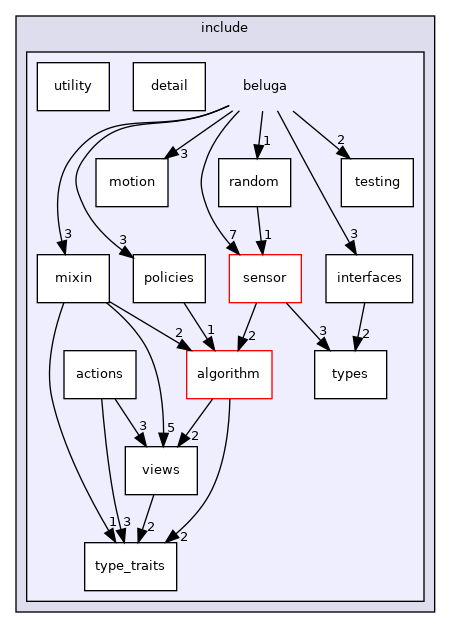 include
utility
detail
beluga
1
2
motion
3
random
testing
3
3
7
1
3
mixin
policies
sensor
interfaces
2
1
2
3
2
actions
algorithm
types
3
5
2
views
1
3
2
2
type_traits